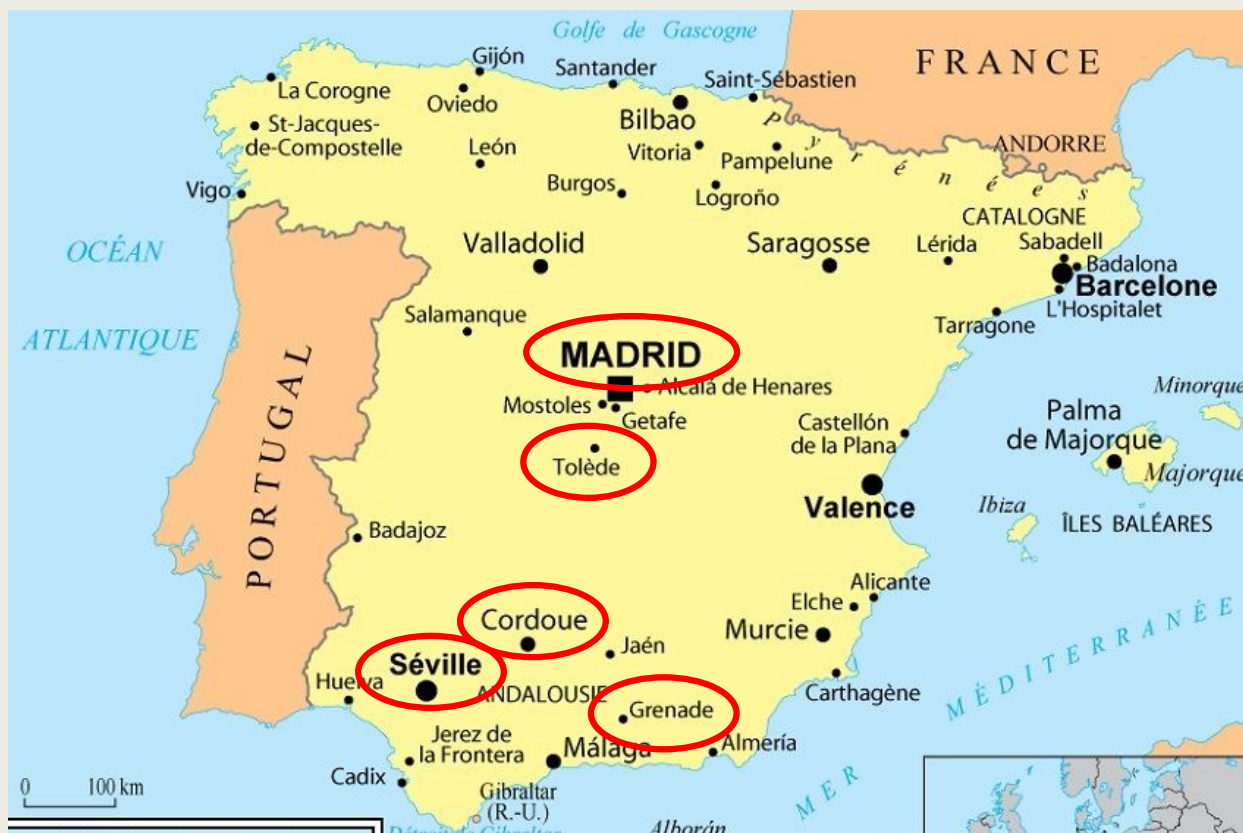 Golfe de Gascogne
FRANCE
Gijón
Santander
Saint-Sébastien
La Corogne
Oviedo
Bilbao
Pyrénées
ANDORRE
St-Jacques-
de-Compostelle
León
Vitoria
Pampelune
Vigo
Burgos
Logroño
CATALOGNE
OCÉAN
ATLANTIQUE
Valladolid
Saragosse
Lérida
Sabadell
Badalona
Barcelone
L'Hospitalet
Salamanque
Tarragone
MADRID
Alcalá de Henares
Mostoles
Getafe
Minorque
PORTUGAL
Castellón
de la Plana
Palma
de Majorque
Tolède
Majorque
Valence
Ibiza
ÎLES BALÉARES
Badajoz
Alicante
Elche
Cordoue
Murcie
Jaén
Séville
Huelva
ANDALOUSIE
Carthagène
Grenade
MER MÉDITERRANÉE
Jerez de
la Frontera
Málaga
Almería
Cadix
0 100 km
Gibraltar
(R.-U.)
Détroit de Gibraltar
Alborán